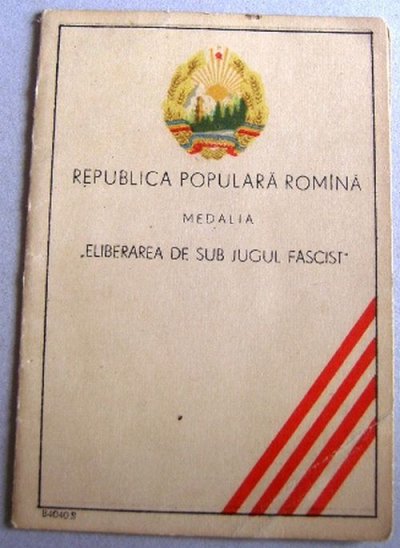 REPUBLICA POPULARĂ ROMÎNĂ
MEDALIA
„ELIBERAREA DE SUB JUGUL FASCIST"